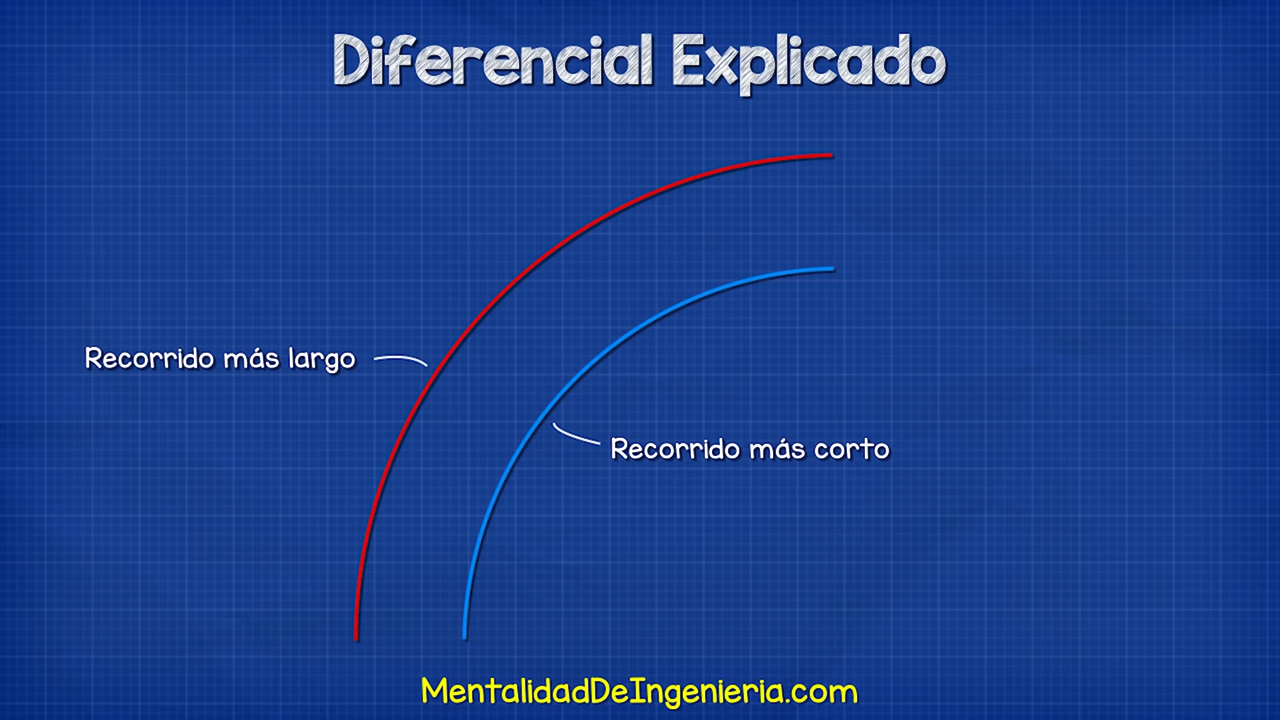 Diferencial Explicado
Recorrido más largo
Recorrido más corto
MentalidadDeIngenieria.com